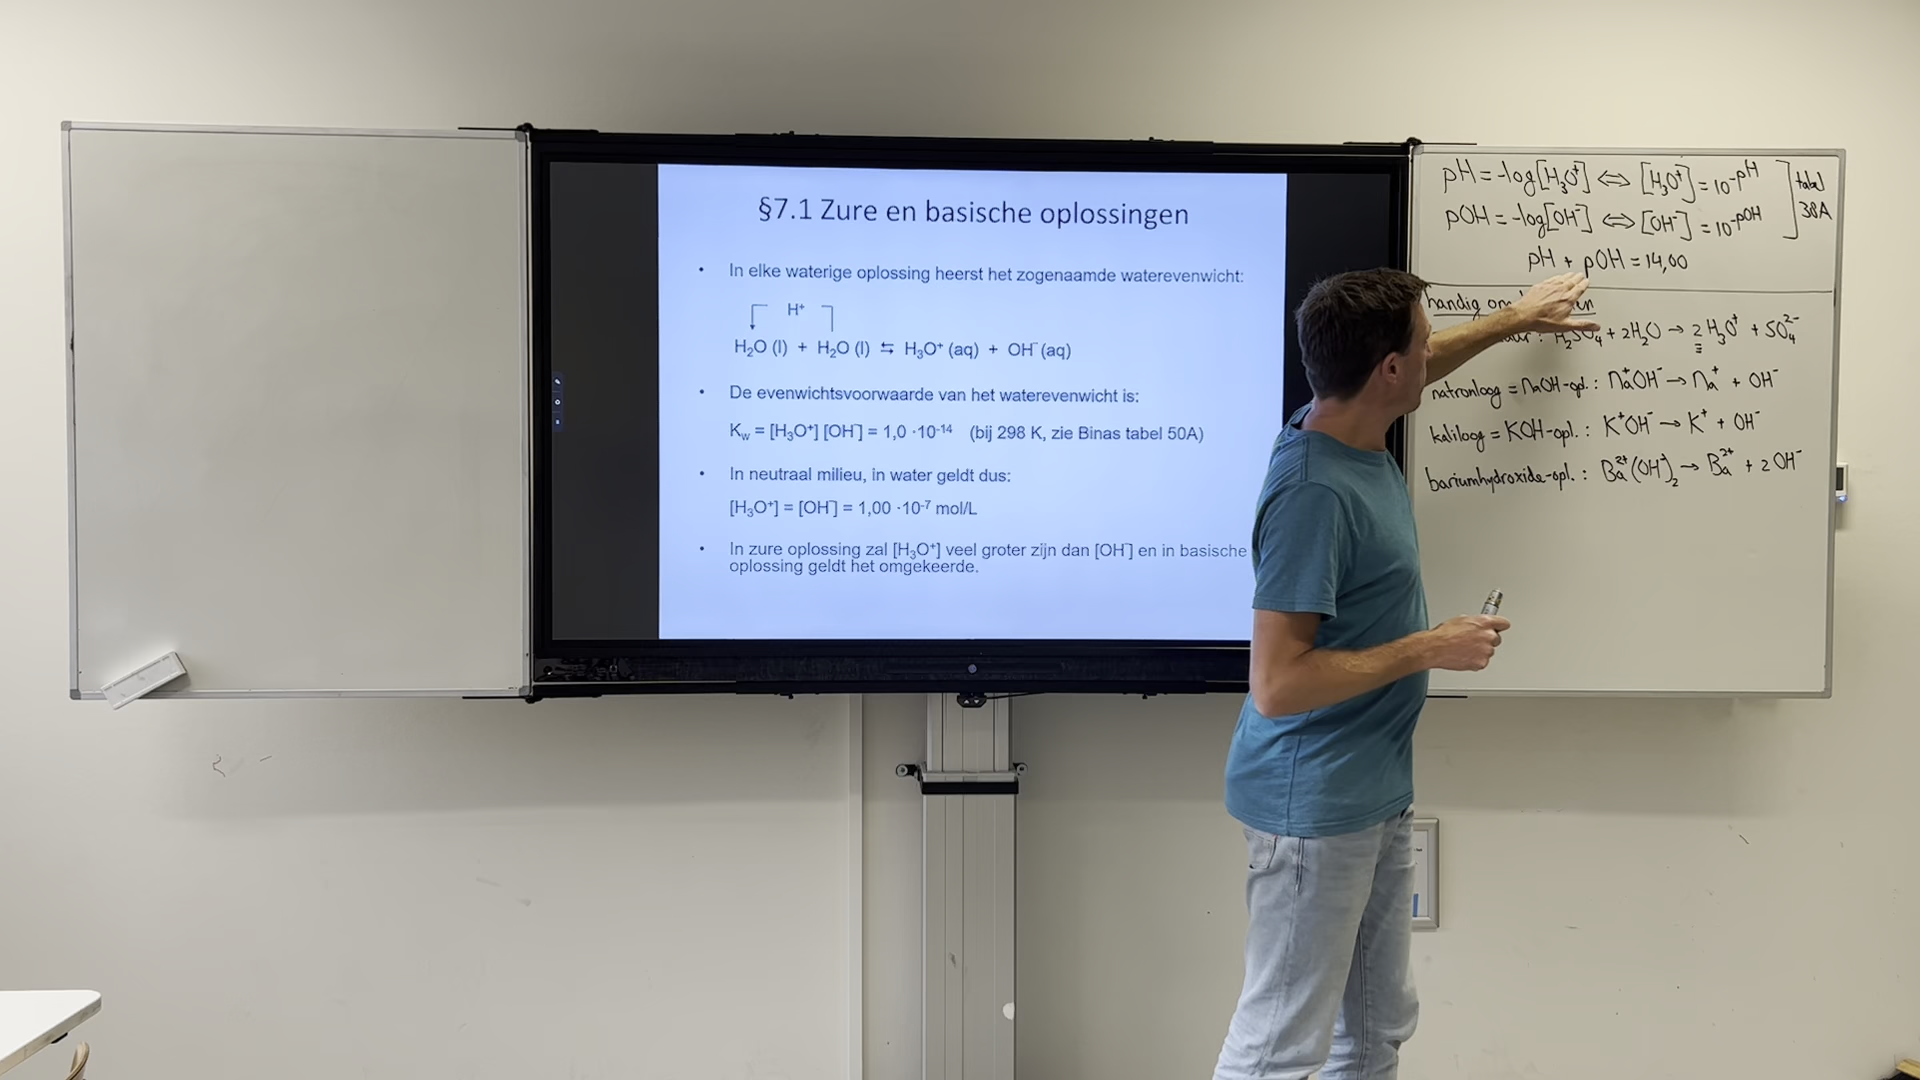 §7.1 Zure en basische oplossingen
• In elke waterige oplossing heerst het zogenaamde waterevenwicht:
H⁺
H₂O (l) + H₂O (l) ⇆ H₃O⁺ (aq) + OH⁻ (aq)
• De evenwichtsvoorwaarde van het waterevenwicht is:
K_w = [H₃O⁺] [OH⁻] = 1,0 ·10⁻¹⁴ (bij 298 K, zie Binas tabel 50A)
• In neutraal milieu, in water geldt dus:
[H₃O⁺] = [OH⁻] = 1,00 ·10⁻⁷ mol/L
• In zure oplossing zal [H₃O⁺] veel groter zijn dan [OH⁻] en in basische
oplossing geldt het omgekeerde.
pH = -log[H₃O⁺] ⇔ [H₃O⁺] = 10⁻ᵖᴴ
pOH = -log[OH⁻] ⇔ [OH⁻] = 10⁻ᵖᴼᴴ
tabel
38A
pH + pOH = 14,00
handig
: H₂SO₄ + 2H₂O → 2 H₃O⁺ + SO₄²⁻
natronloog = NaOH-opl. : Na⁺OH⁻ → Na⁺ + OH⁻
kaliloog = KOH-opl. : K⁺OH⁻ → K⁺ + OH⁻
bariumhydroxide-opl. : Ba²⁺(OH⁻)₂ → Ba²⁺ + 2 OH⁻